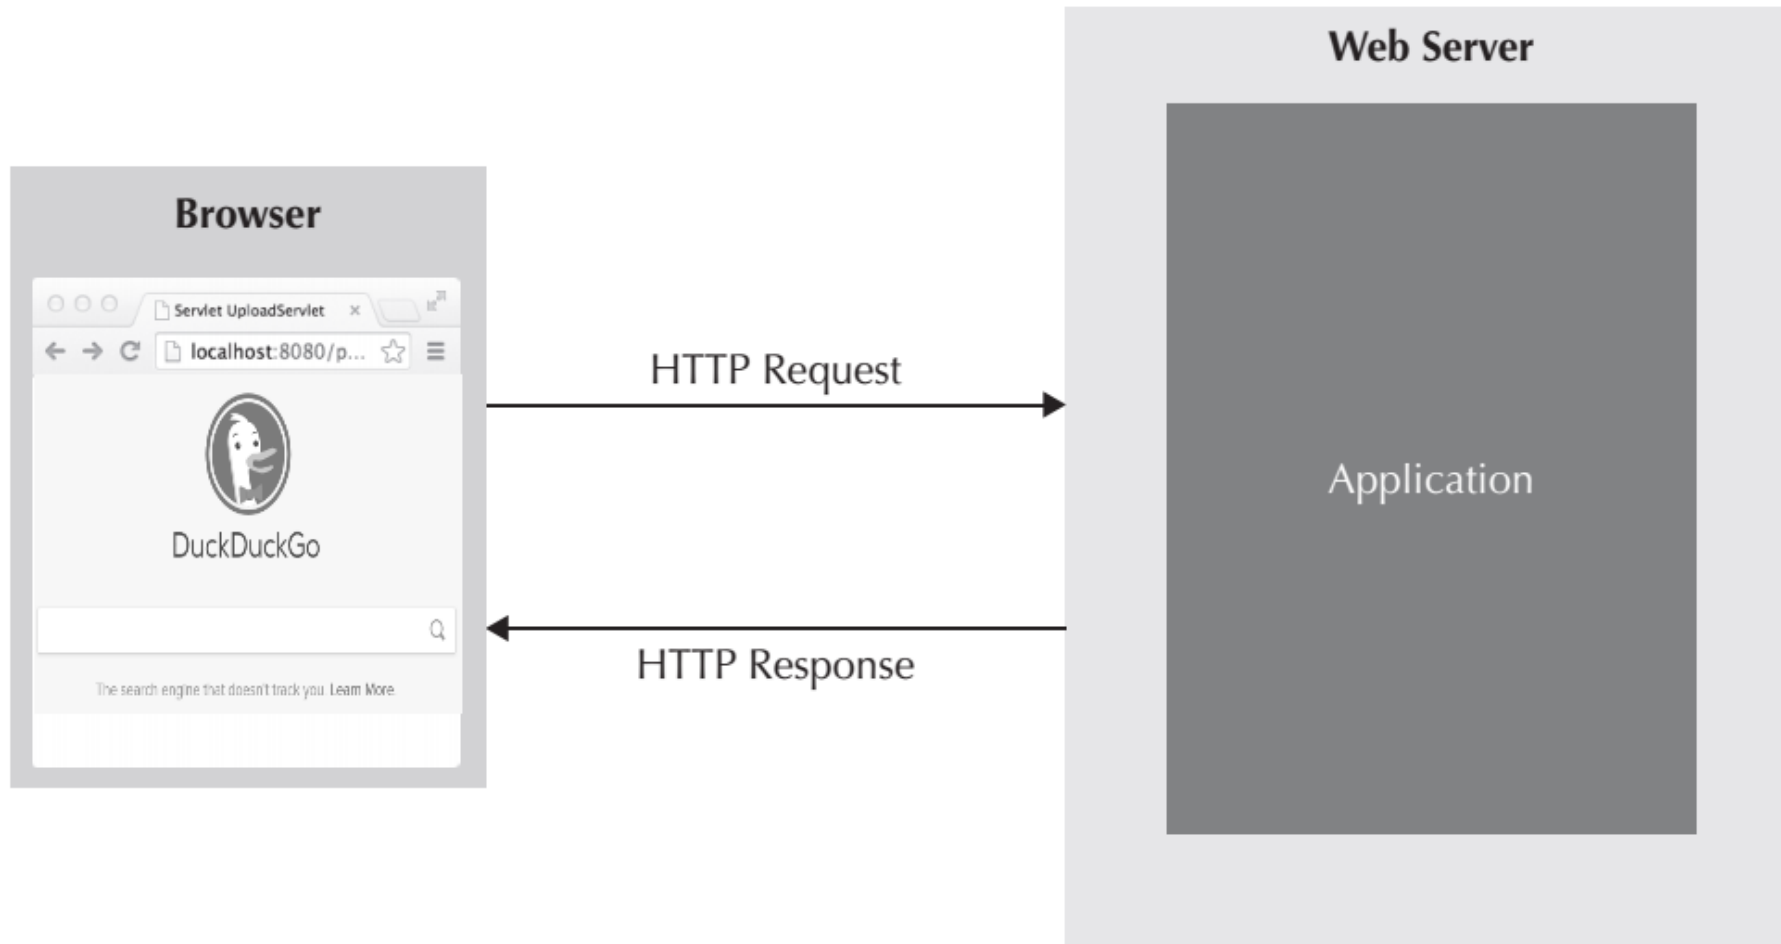 Web Server
Browser
Servlet UploadServlet ×
localhost:8080/p...
HTTP Request
DuckDuckGo
Application
HTTP Response
The search engine that doesn't track you. Learn More.